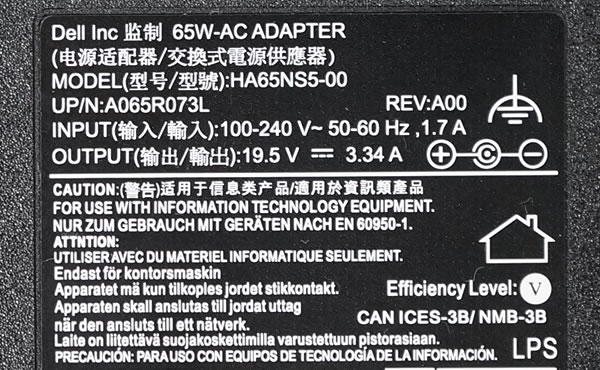 Dell Inc 监制 65W-AC ADAPTER
(电源适配器/交換式電源供應器)
MODEL(型号/型號):HA65NS5-00
UP/N:A065R073L REV:A00
INPUT(输入/輸入):100-240 V~ 50-60 Hz ,1.7 A
OUTPUT(输出/輸出):19.5 V ⎓ 3.34 A
CAUTION:(警告)适用于信息类产品/適用於資訊類產品
FOR USE WITH INFORMATION TECHNOLOGY EQUIPMENT.
NUR ZUM GEBRAUCH MIT GERÄTEN NACH EN 60950-1.
ATTNTION:
UTILISER AVEC DU MATERIEL INFORMATIQUE SEULEMENT.
Endast för kontorsmaskin
Apparatet må kun tilkoples jordet stikkontakt.
Apparaten skall anslutas till jordat uttag
när den ansluts till ett nätverk.
Laite on liitettävä suojakoskettimilla varustettuun pistorasiaan.
PRECAUCIÓN: PARA USO CON EQUIPOS DE TECNOLOGÍA DE LA INFORMACIÓN.
Efficiency Level: V
CAN ICES-3B/ NMB-3B
LPS